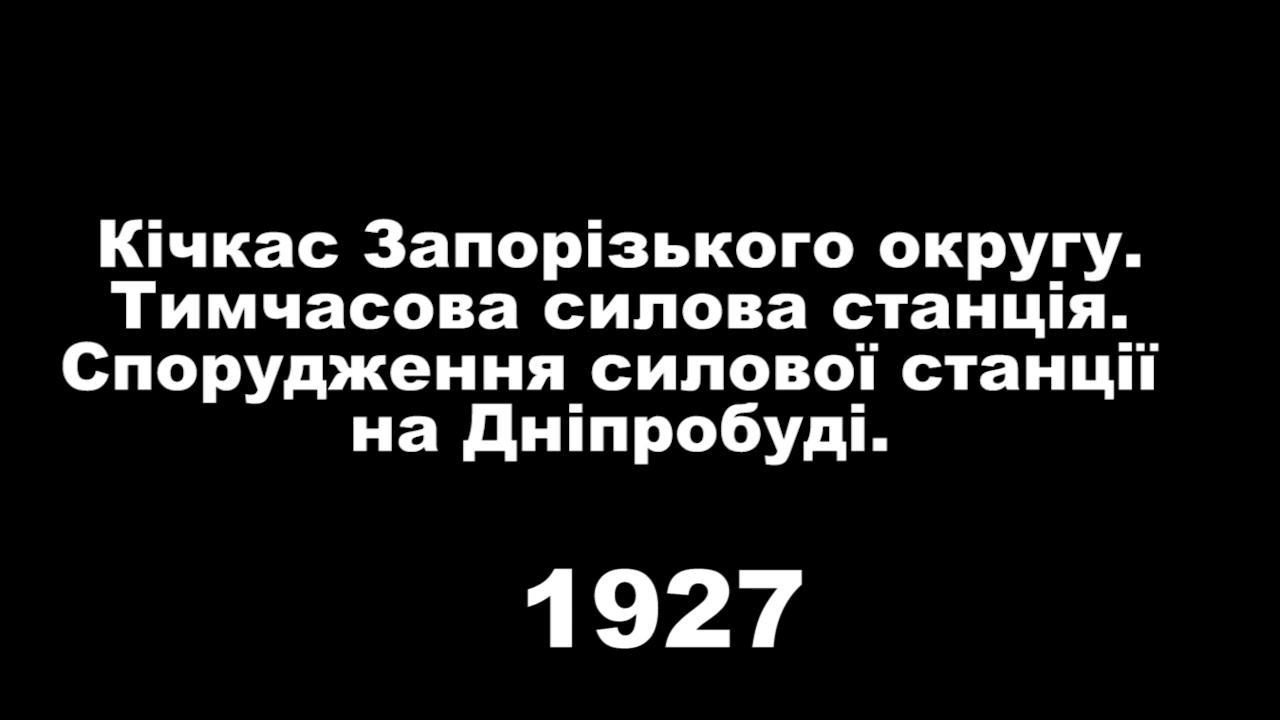 Кічкас Запорізького округу.
Тимчасова силова станція.
Спорудження силової станції
на Дніпробуді.
1927